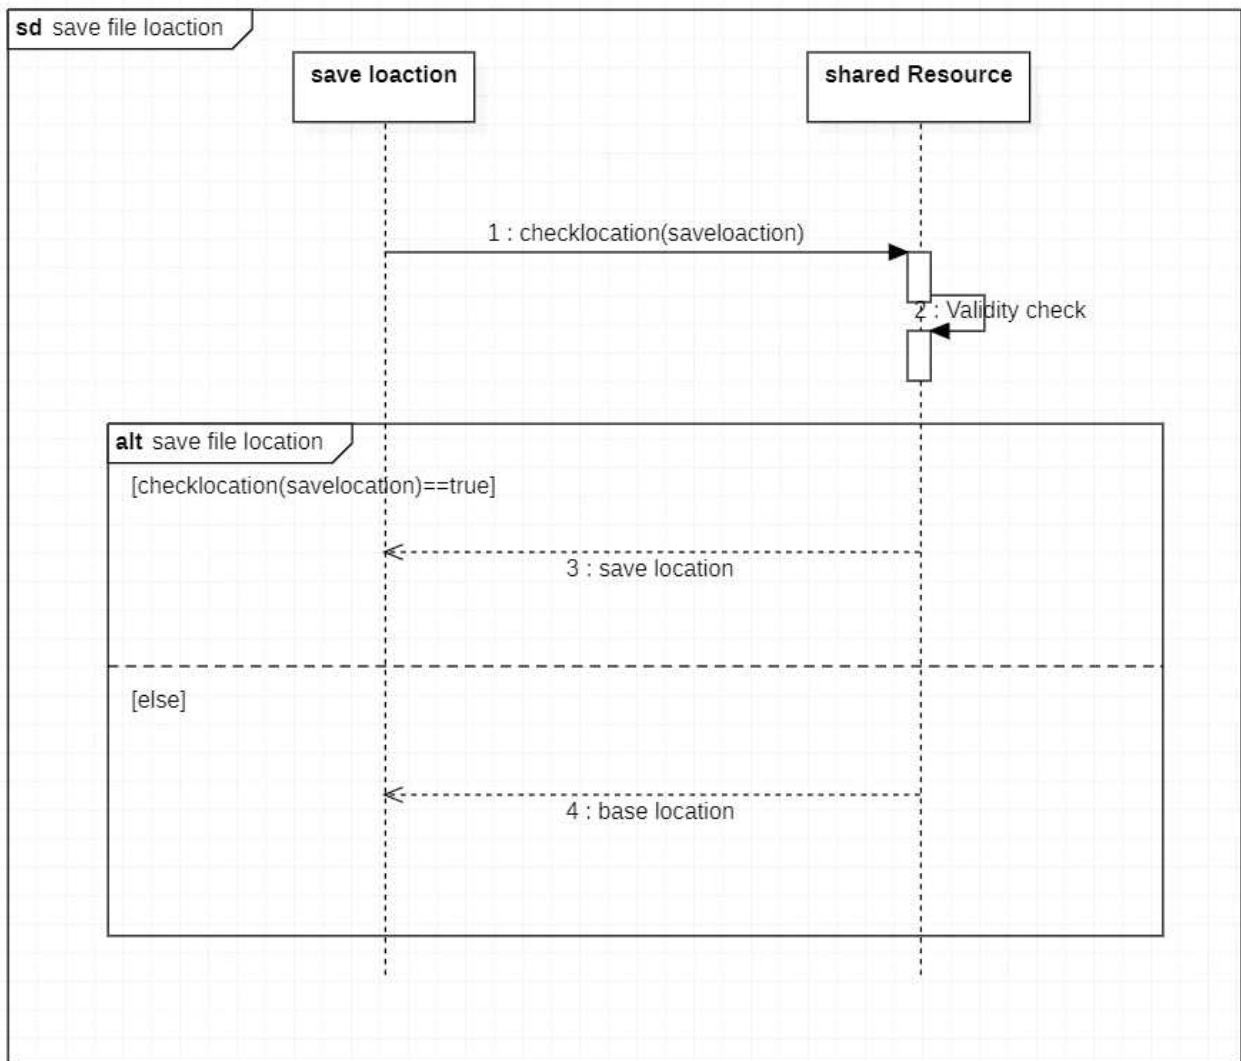 sd save file loaction
save loaction
shared Resource
1 : checklocation(saveloaction)
2 : Validity check
alt save file location
[checklocation(savelocation)==true]
3 : save location
[else]
4 : base location